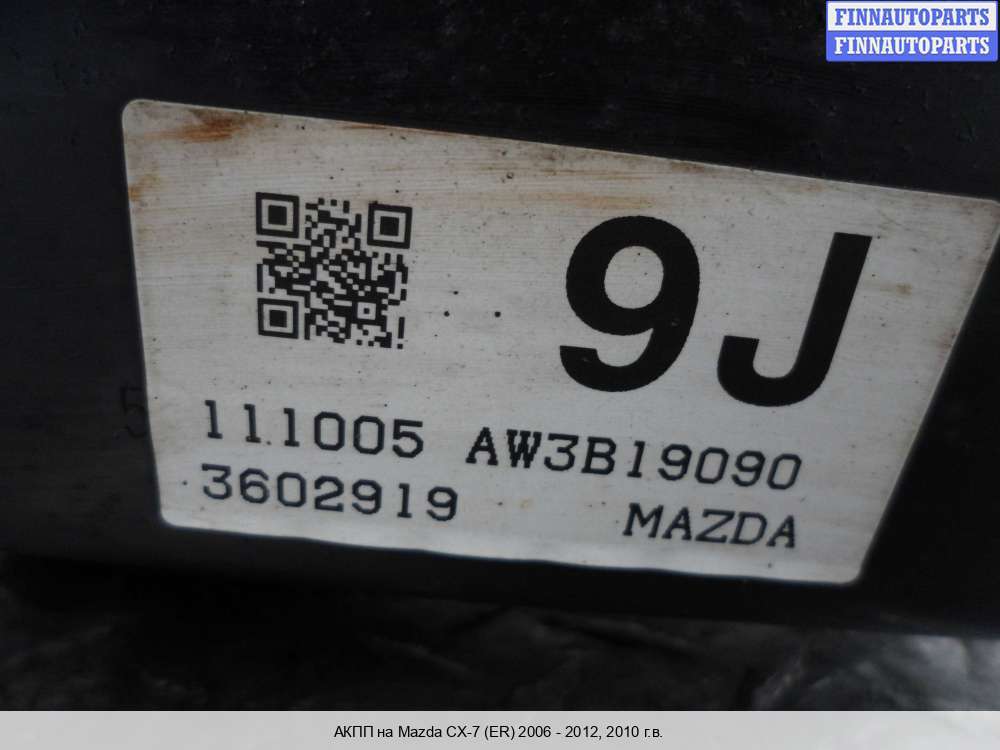 FINNAUTOPARTS
FINNAUTOPARTS
9J
111005 AW3B19090
3602919 MAZDA
АКПП на Mazda CX-7 (ER) 2006 - 2012, 2010 г.в.